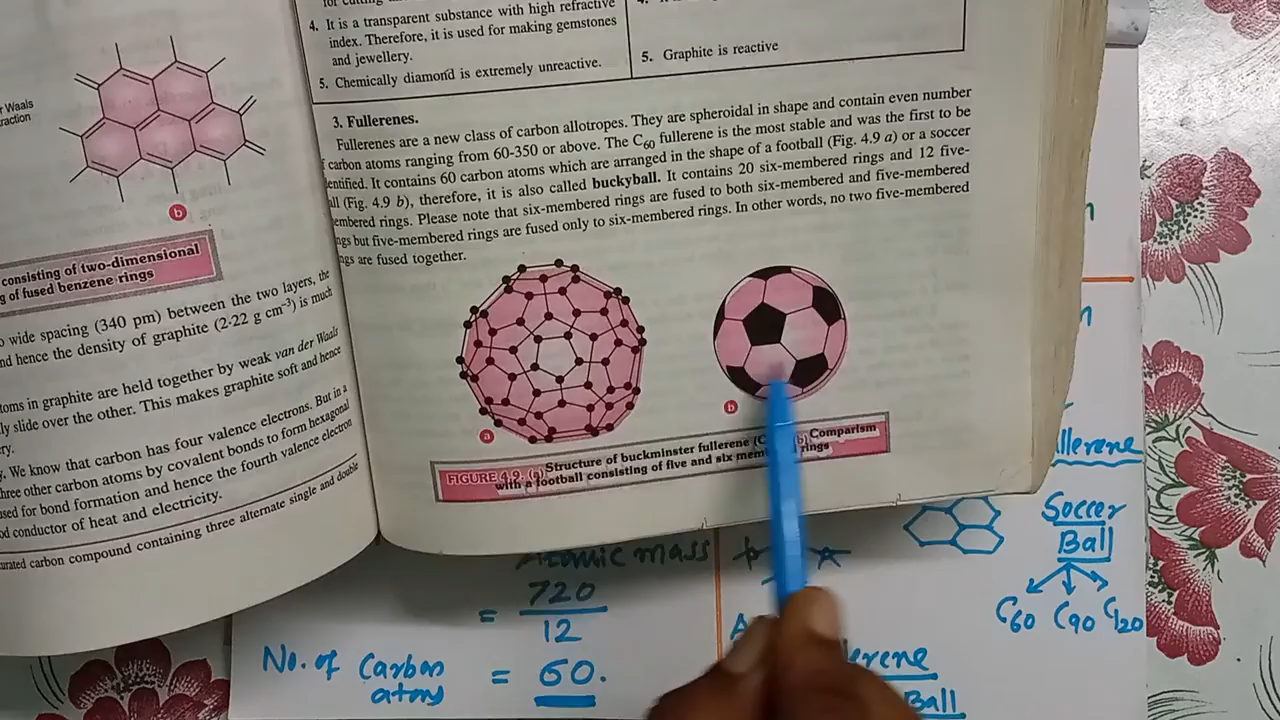 r Waals
raction
b
consisting of two-dimensional
g of fused benzene rings
wide spacing (340 pm) between the two layers, the
nd hence the density of graphite (2·22 g cm⁻³) is much
toms in graphite are held together by weak van der Waals
ly slide over the other. This makes graphite soft and hence
ry.
y. We know that carbon has four valence electrons. But in a
hree other carbon atoms by covalent bonds to form hexagonal
used for bond formation and hence the fourth valence electron
od conductor of heat and electricity.
urated carbon compound containing three alternate single and double
4. It is a transparent substance with high refractive
index. Therefore, it is used for making gemstones
and jewellery.
5. Chemically diamond is extremely unreactive.
5. Graphite is reactive
3. Fullerenes.
Fullerenes are a new class of carbon allotropes. They are spheroidal in shape and contain even number
f carbon atoms ranging from 60-350 or above. The C₆₀ fullerene is the most stable and was the first to be
entified. It contains 60 carbon atoms which are arranged in the shape of a football (Fig. 4.9 a) or a soccer
all (Fig. 4.9 b), therefore, it is also called buckyball. It contains 20 six-membered rings and 12 five-
embered rings. Please note that six-membered rings are fused to both six-membered and five-membered
ngs but five-membered rings are fused only to six-membered rings. In other words, no two five-membered
ngs are fused together.
a
b
FIGURE 4.9. (a) Structure of buckminster fullerene (C (b) Comparism
with a football consisting of five and six mem rings
Atomic mass
= 720
12
No. of Carbon
atoms
= 60.
llerene
Soccer
Ball
C60 C90 C120
erene
Ball